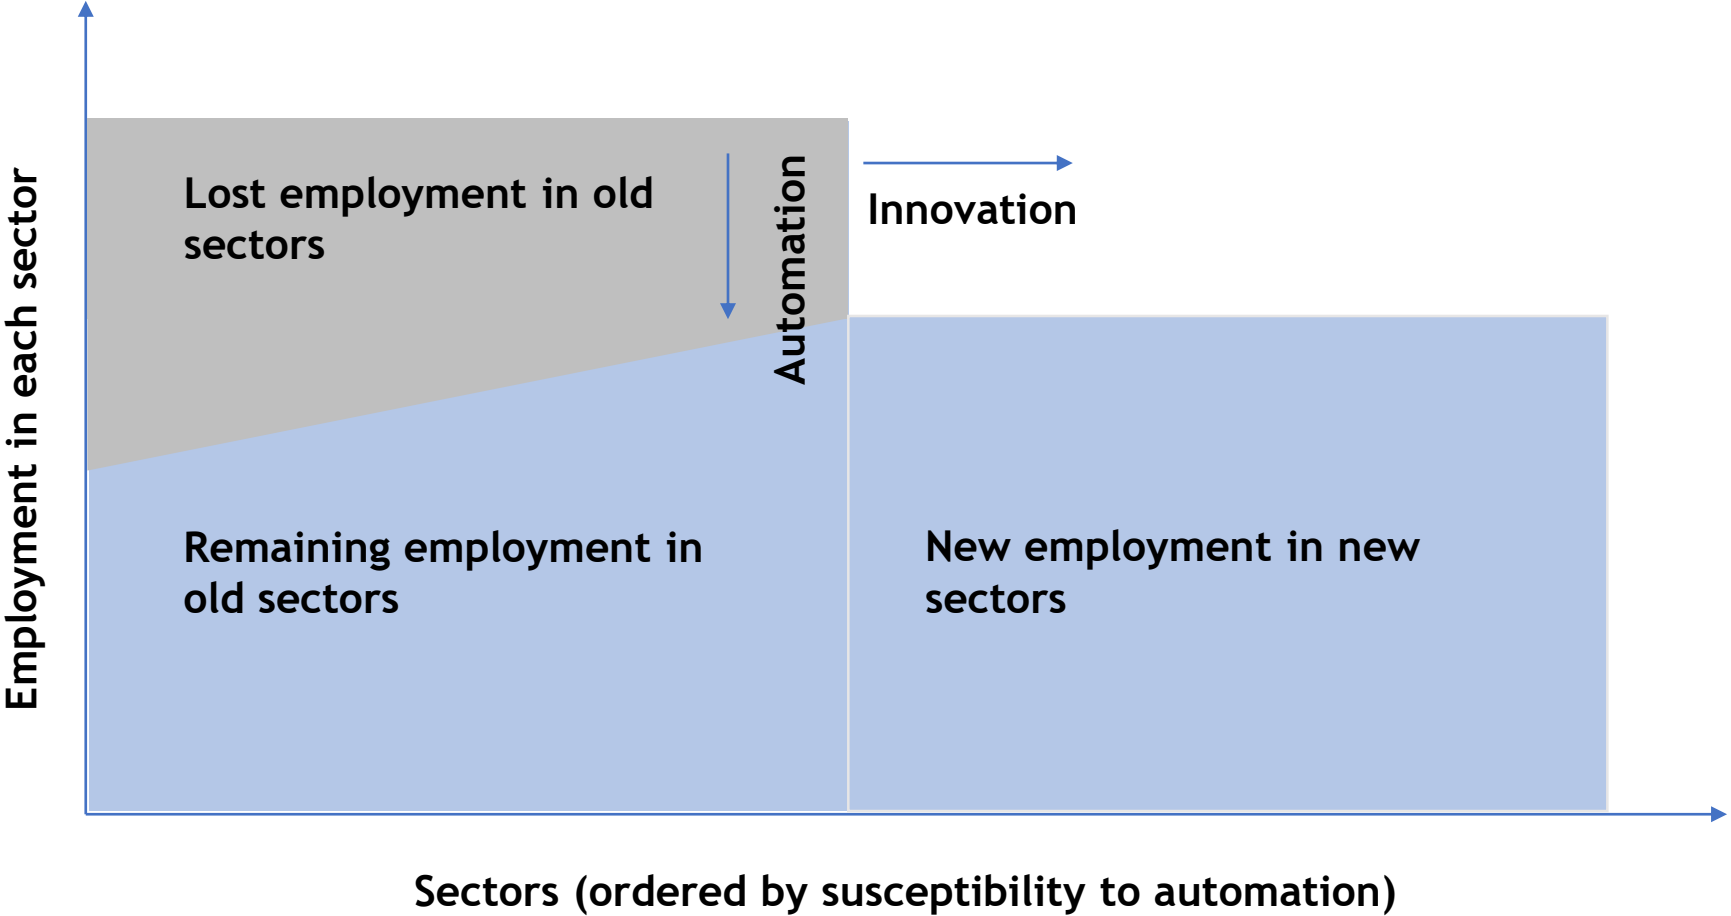 Employment in each sector
Lost employment in old
sectors
Automation
Innovation
Remaining employment in
old sectors
New employment in new
sectors
Sectors (ordered by susceptibility to automation)